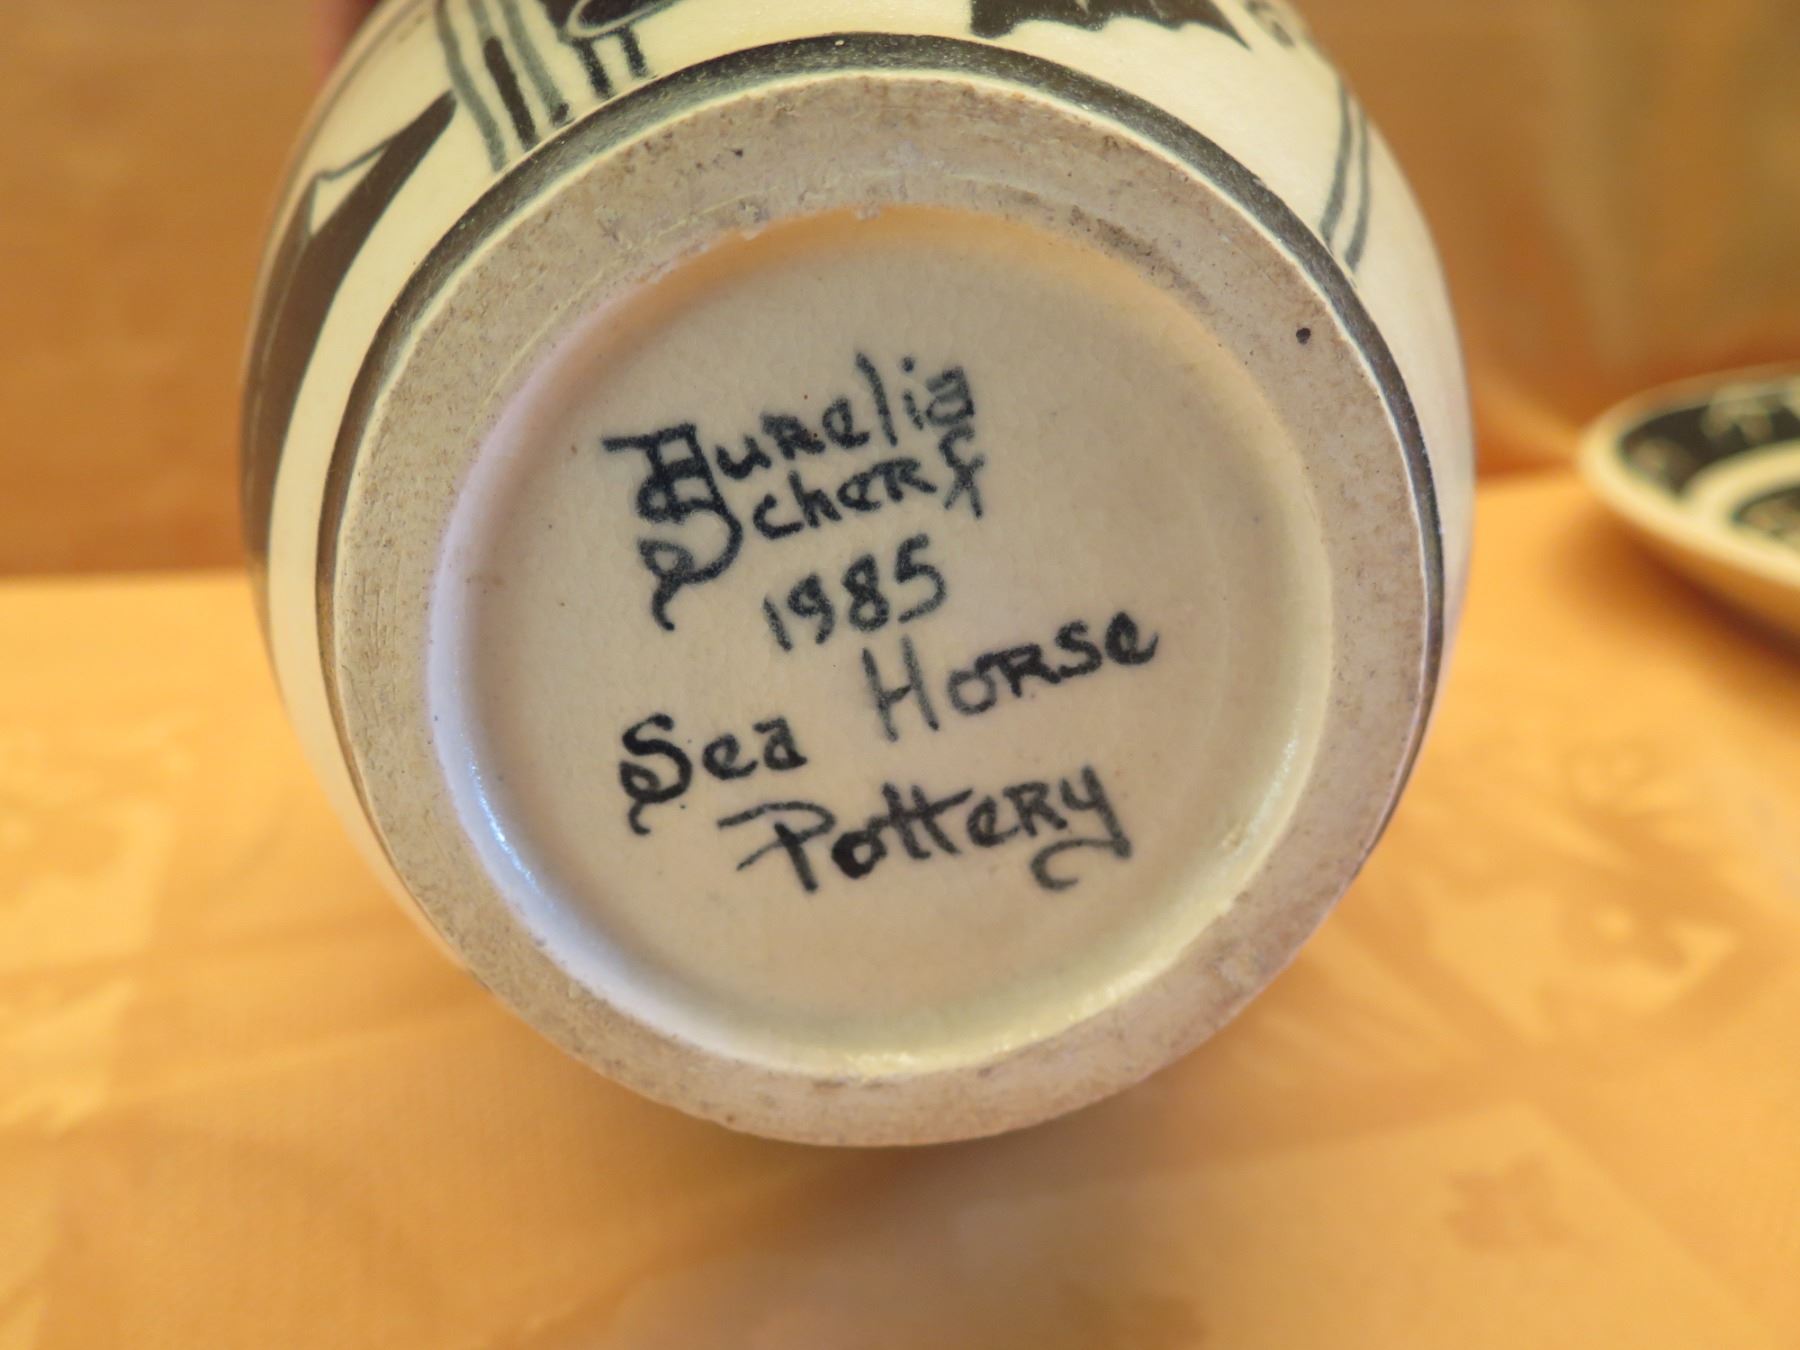 Aurelia
Scherf
1985
Sea Horse
Pottery